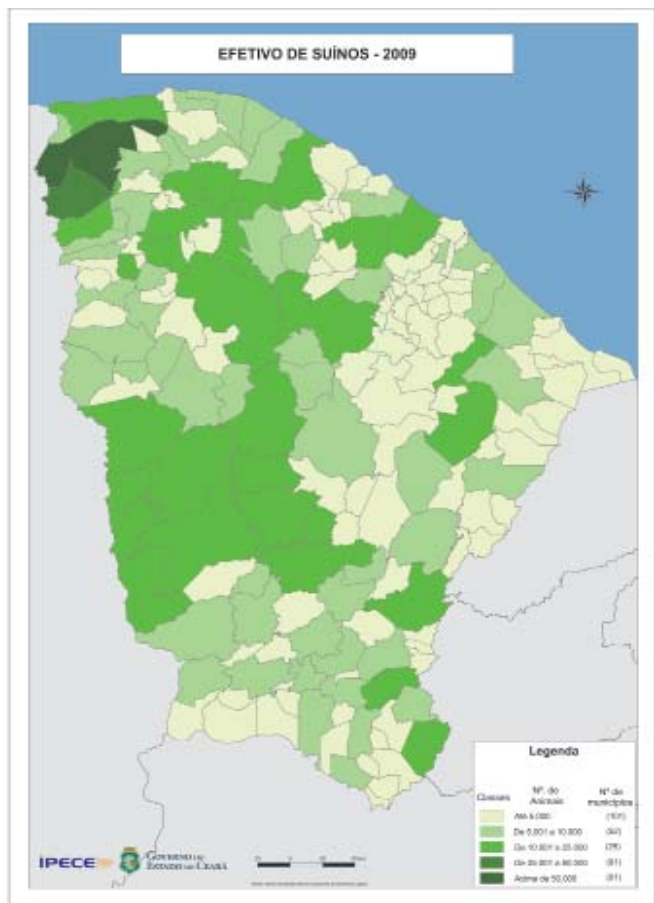 EFETIVO DE SUÍNOS - 2009
Legenda
Classes
Nº. de
Animais
Nº de
municípios
Até 5.000
(101)
De 5.001 a 10.000
De 10.001 a 25.000
De 25.001 a 50.000
(01)
Acima de 50.000
(01)
IPECE
GOVERNO DO
ESTADO DO CEARÁ